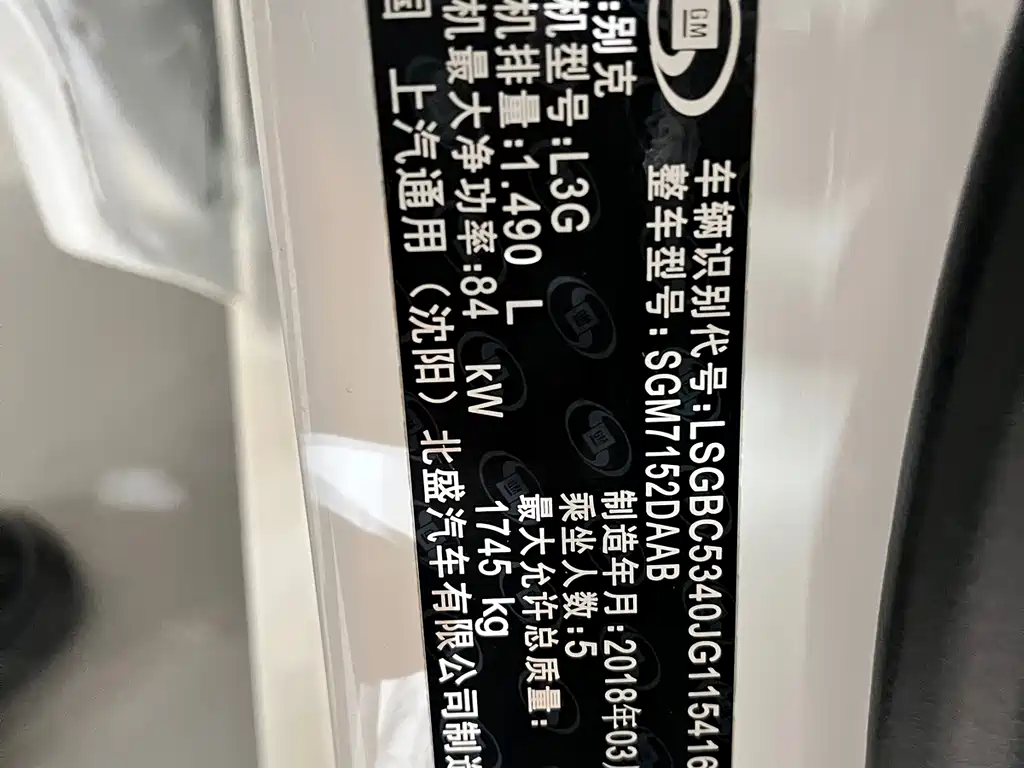 GM
车辆识别代号:LSGBC5340JG115416
整车型号:SGM7152DAAB
:别克
制造年月:2018年03
机型号:L3G
乘坐人数:5
机排量:1.490 L
最大允许总质量:
机最大净功率:84 kW
1745 kg
国 上汽通用(沈阳)北盛汽车有限公司制造